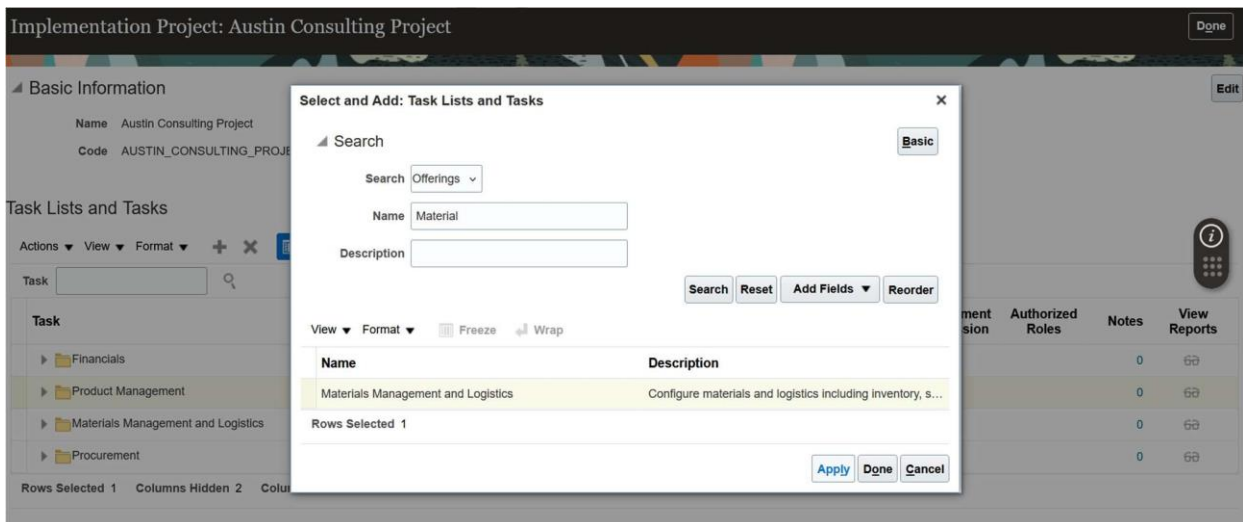 Implementation Project: Austin Consulting Project
Done
Basic Information
Edit
Name Austin Consulting Project
Code AUSTIN_CONSULTING_PROJE
Task Lists and Tasks
Actions View Format
Task
Task
Authorized Roles
Notes
View Reports
Financials 0
Product Management 0
Materials Management and Logistics 0
Procurement 0
Rows Selected 1 Columns Hidden 2
Select and Add: Task Lists and Tasks
Search
Basic
Search Offerings
Name Material
Description
Search Reset Add Fields Reorder
View Format Freeze Wrap
Name Description
Materials Management and Logistics Configure materials and logistics including inventory, s...
Rows Selected 1
Apply Done Cancel